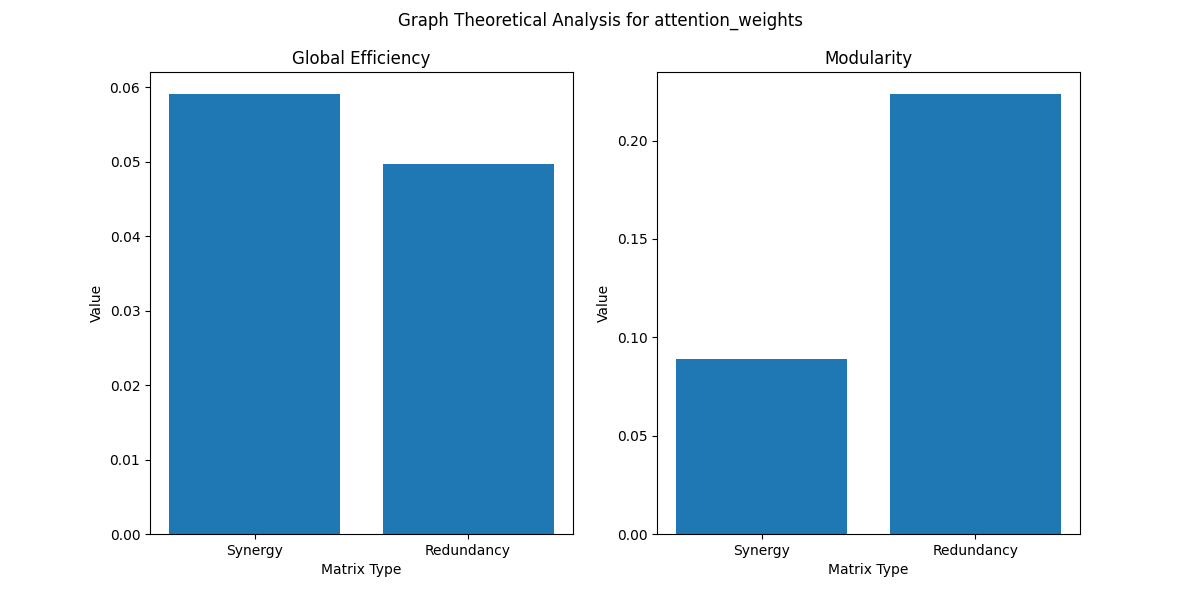 Graph Theoretical Analysis for attention_weights
Global Efficiency
Value
0.06
0.05
0.04
0.03
0.02
0.01
0.00
Synergy
Redundancy
Matrix Type
Modularity
Value
0.20
0.15
0.10
0.05
0.00
Synergy
Redundancy
Matrix Type